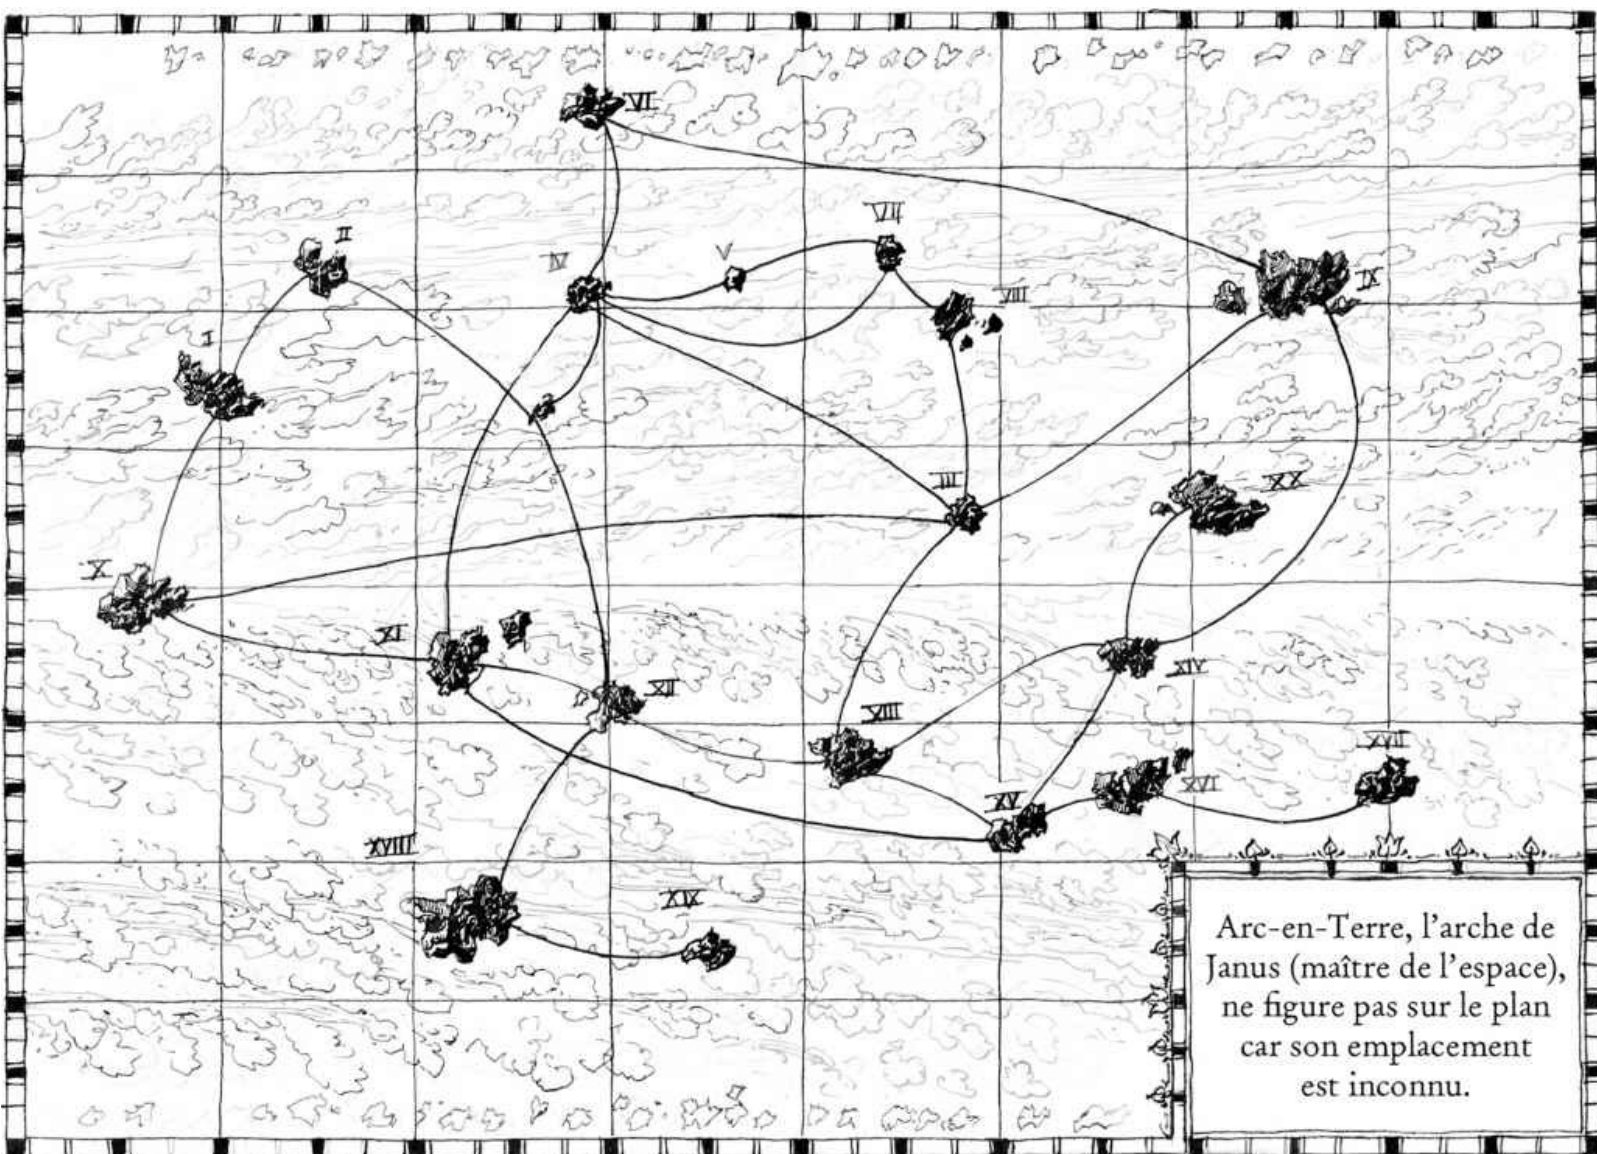 VI
VII
II
V
IV
IX
VIII
I
III
XX
X
XI
XIV
XII
VIII
XVII
XVI
XV
XVIII
XIX
Arc-en-Terre, l’arche de
Janus (maître de l’espace),
ne figure pas sur le plan
car son emplacement
est inconnu.